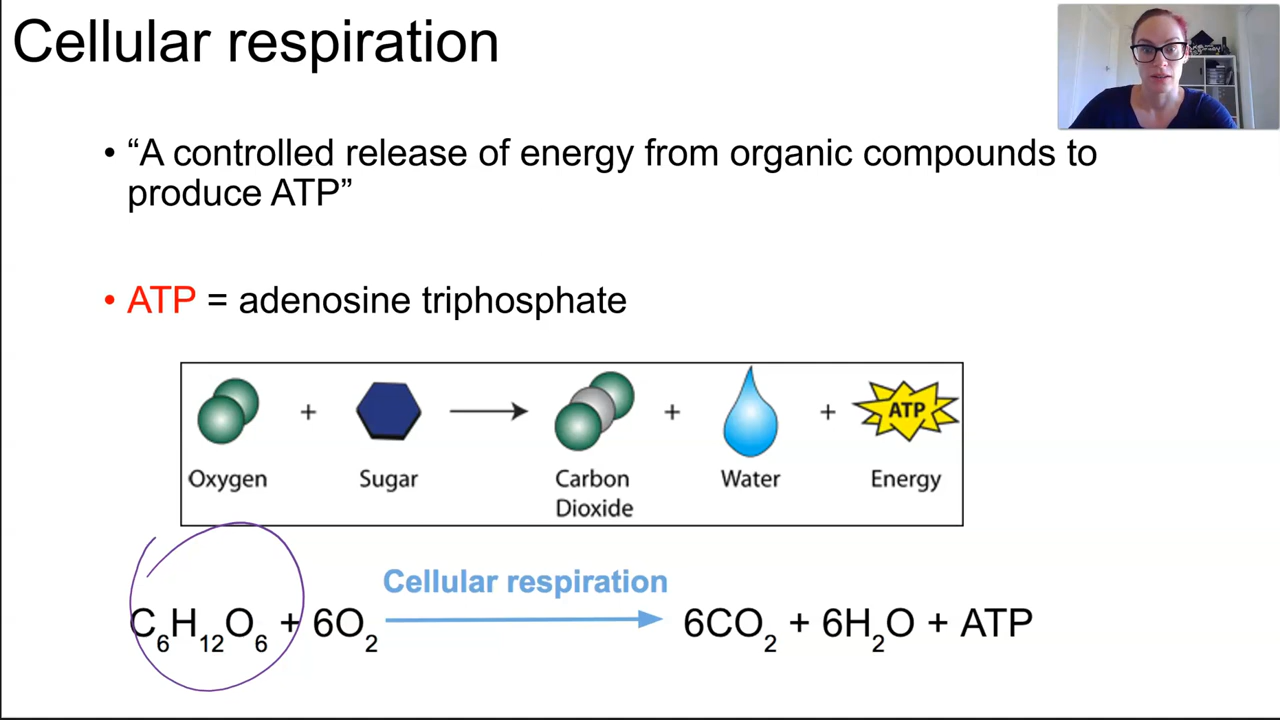 Cellular respiration
• “A controlled release of energy from organic compounds to
produce ATP”
• ATP = adenosine triphosphate
+ → + + ATP
Oxygen Sugar Carbon Water Energy
Dioxide
Cellular respiration
C₆H₁₂O₆ + 6O₂ → 6CO₂ + 6H₂O + ATP